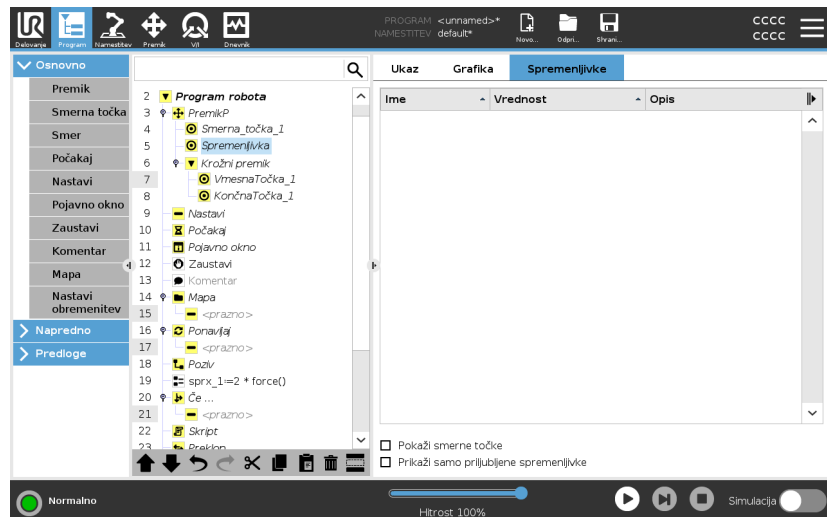 UR
Delovanje
Program
Namestitev
Premik
V/I
Dnevnik
PROGRAM <unnamed>*
NAMESTITEV default*
Novo...
Odpri...
Shrani...
CCCC
CCCC
Osnovno
Premik
Smerna točka
Smer
Počakaj
Nastavi
Pojavno okno
Zaustavi
Komentar
Mapa
Nastavi
obremenitev
Napredno
Predloge
2 Program robota
3 PremikP
4 Smerna_točka_1
5 Spremenljivka
6 Krožni premik
7 VmesnaTočka_1
8 KončnaTočka_1
9 Nastavi
10 Počakaj
11 Pojavno okno
12 Zaustavi
13 Komentar
14 Mapa
15 <prazno>
16 Ponavljaj
17 <prazno>
18 Poziv
19 sprx_1≔2 * force()
20 Če ...
21 <prazno>
22 Skript
23 Preklop
Ukaz
Grafika
Spremenljivke
Ime
Vrednost
Opis
Pokaži smerne točke
Prikaži samo priljubljene spremenljivke
Normalno
Hitrost 100%
Simulacija